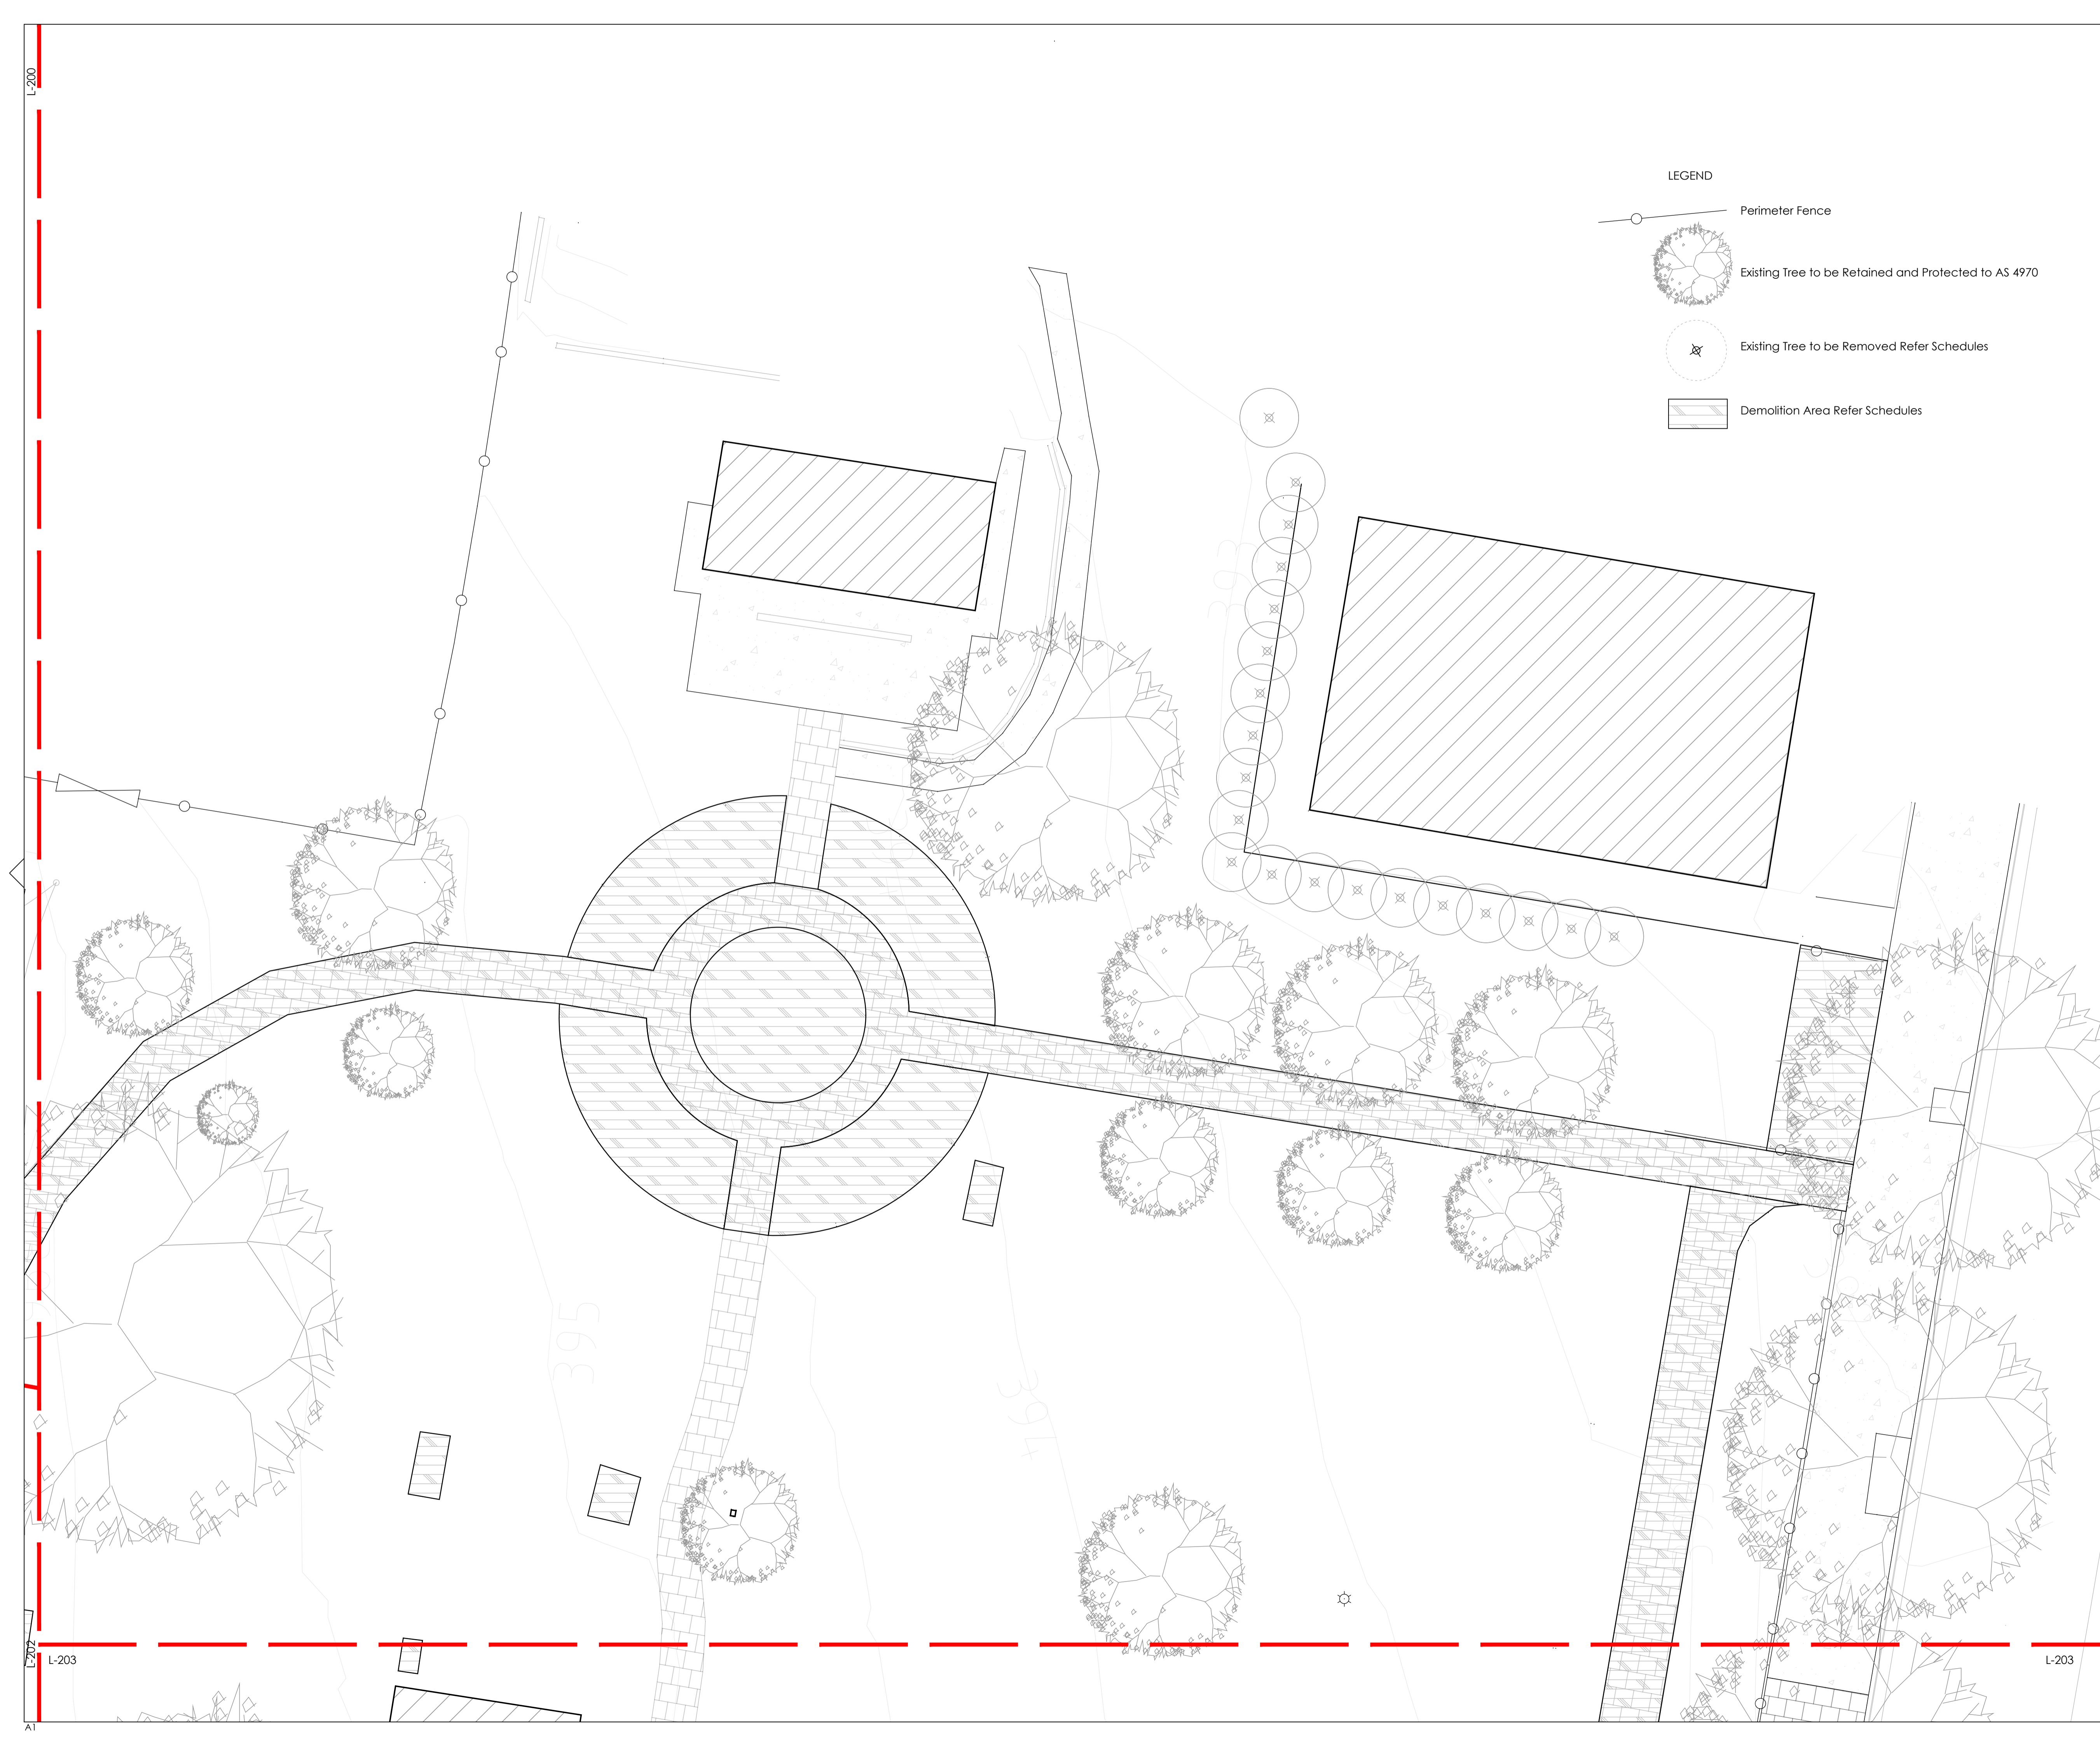 L-200
LEGEND
Perimeter Fence
Existing Tree to be Retained and Protected to AS 4970
Existing Tree to be Removed Refer Schedules
Demolition Area Refer Schedules
395
L-202
L-203
L-203
A1